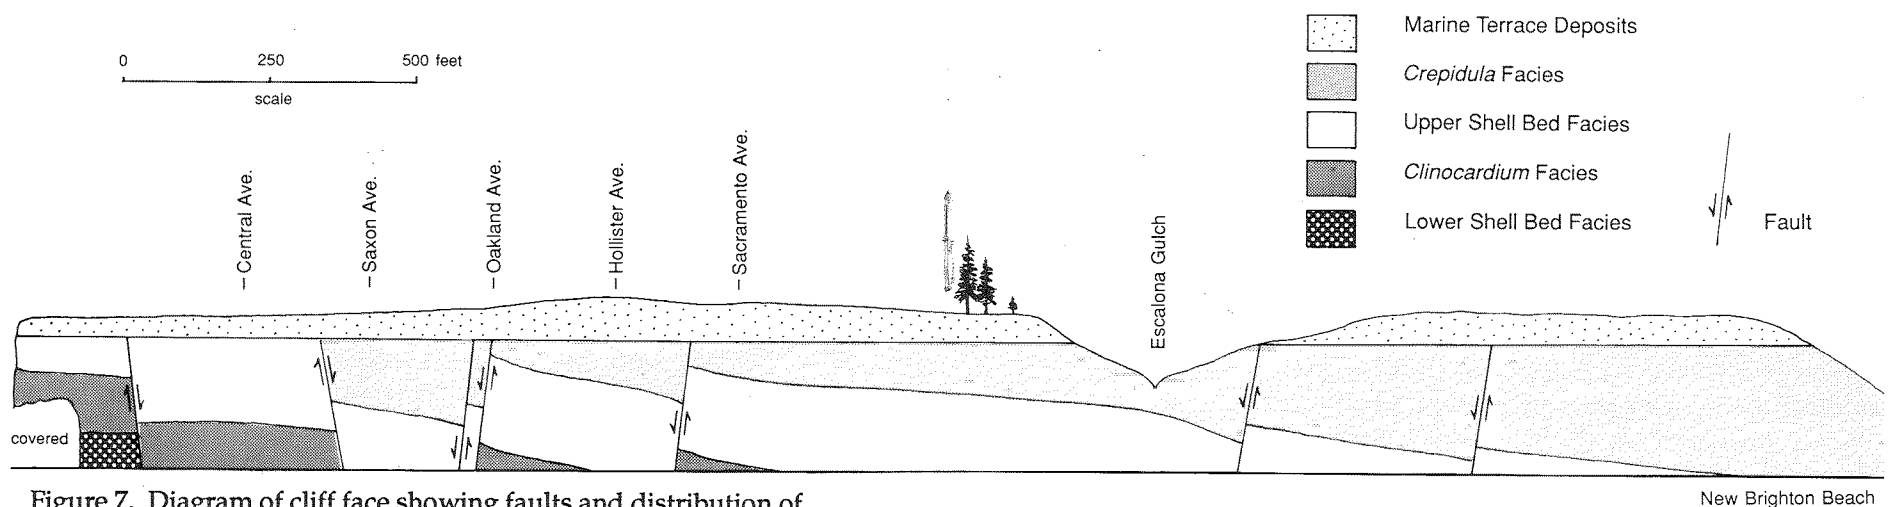 0 250 500 feet
scale
Marine Terrace Deposits
Crepidula Facies
Upper Shell Bed Facies
Clinocardium Facies
Lower Shell Bed Facies
Fault
Central Ave.
Saxon Ave.
Oakland Ave.
Hollister Ave.
Sacramento Ave.
Escalona Gulch
covered
New Brighton Beach
Figure 7. Diagram of cliff face showing faults and distribution of